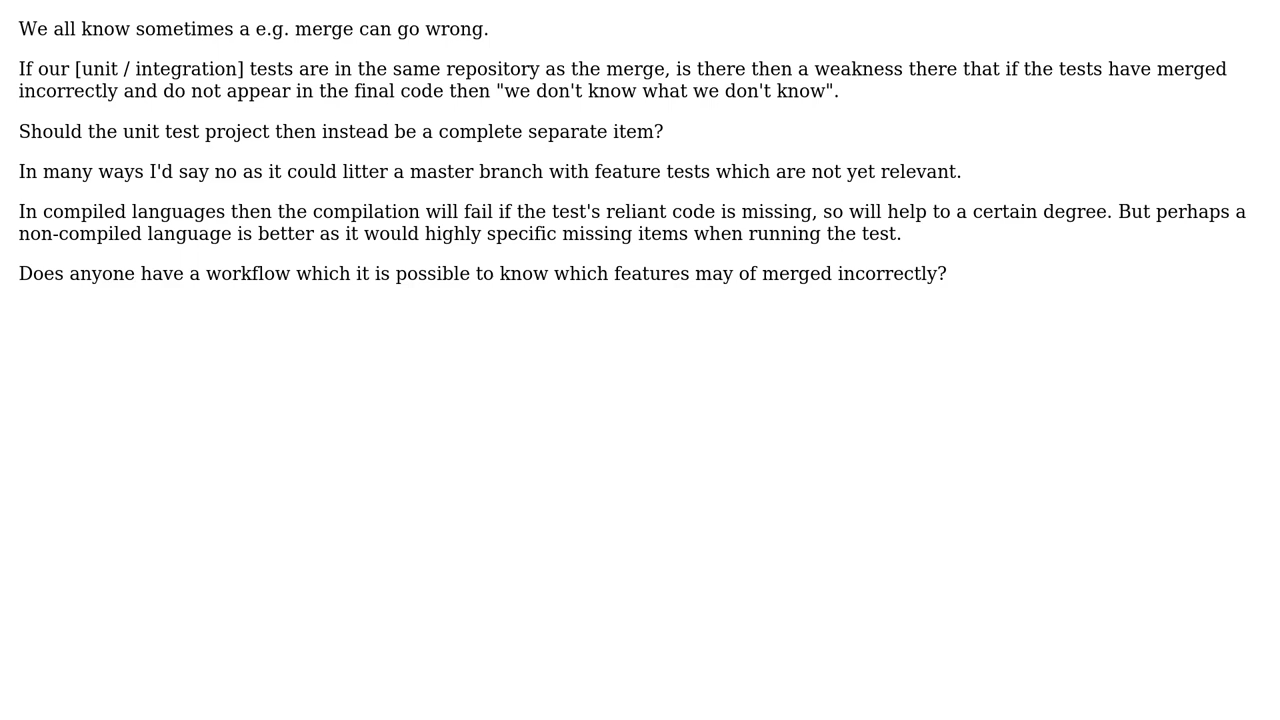 We all know sometimes a e.g. merge can go wrong.
If our [unit / integration] tests are in the same repository as the merge, is there then a weakness there that if the tests have merged
incorrectly and do not appear in the final code then "we don't know what we don't know".
Should the unit test project then instead be a complete separate item?
In many ways I'd say no as it could litter a master branch with feature tests which are not yet relevant.
In compiled languages then the compilation will fail if the test's reliant code is missing, so will help to a certain degree. But perhaps a
non-compiled language is better as it would highly specific missing items when running the test.
Does anyone have a workflow which it is possible to know which features may of merged incorrectly?